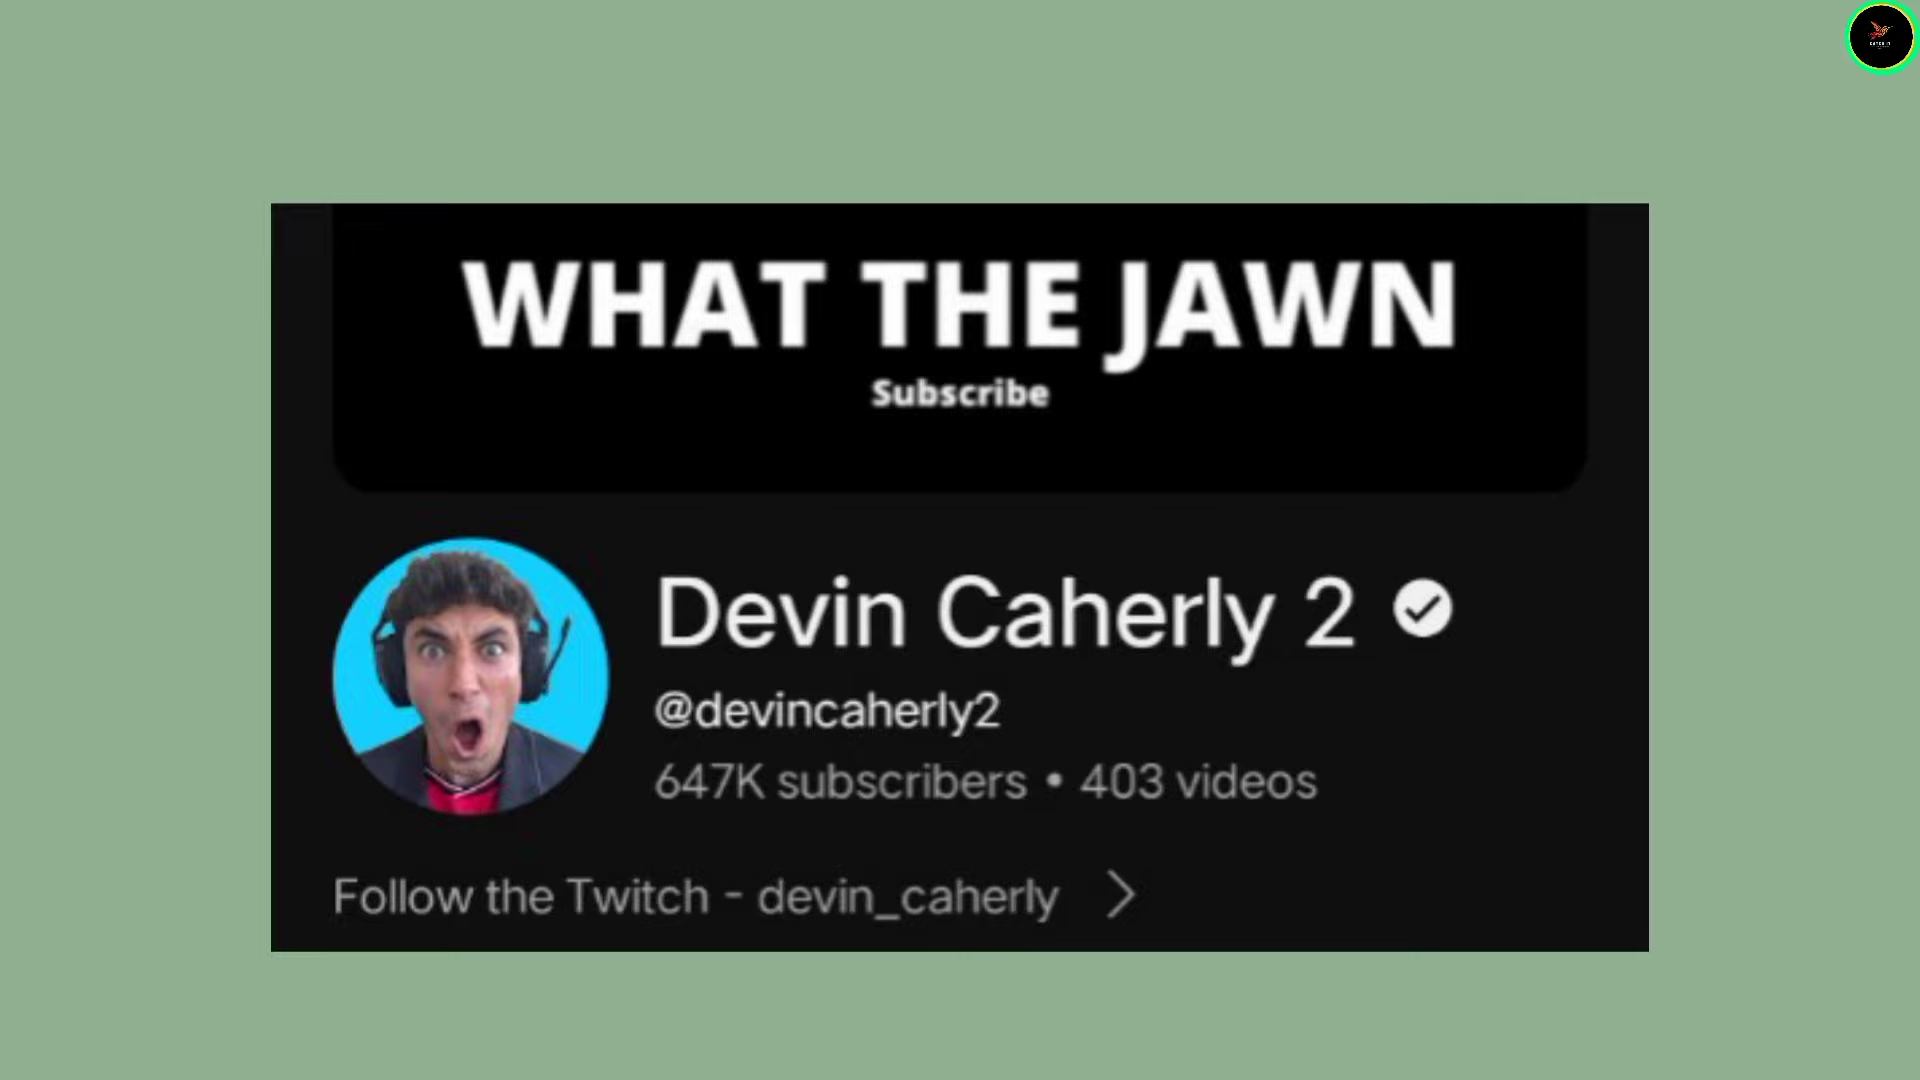 WHAT THE JAWN
Subscribe
Devin Caherly 2
@devincaherly2
647K subscribers • 403 videos
Follow the Twitch - devin_caherly